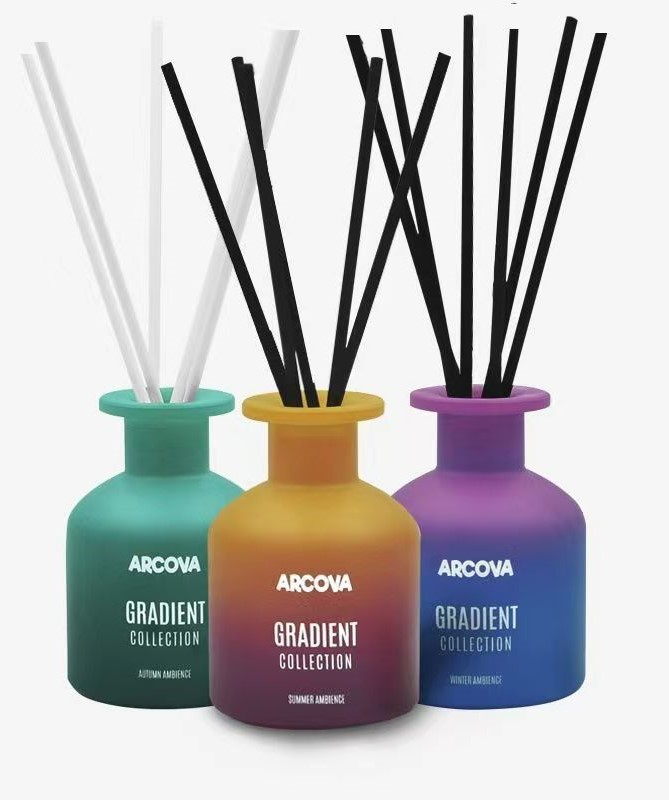 ARCOVA
GRADIENT
COLLECTION
AUTUMN AMBIENCE
ARCOVA
GRADIENT
COLLECTION
SUMMER AMBIENCE
ARCOVA
GRADIENT
COLLECTION
WINTER AMBIENCE